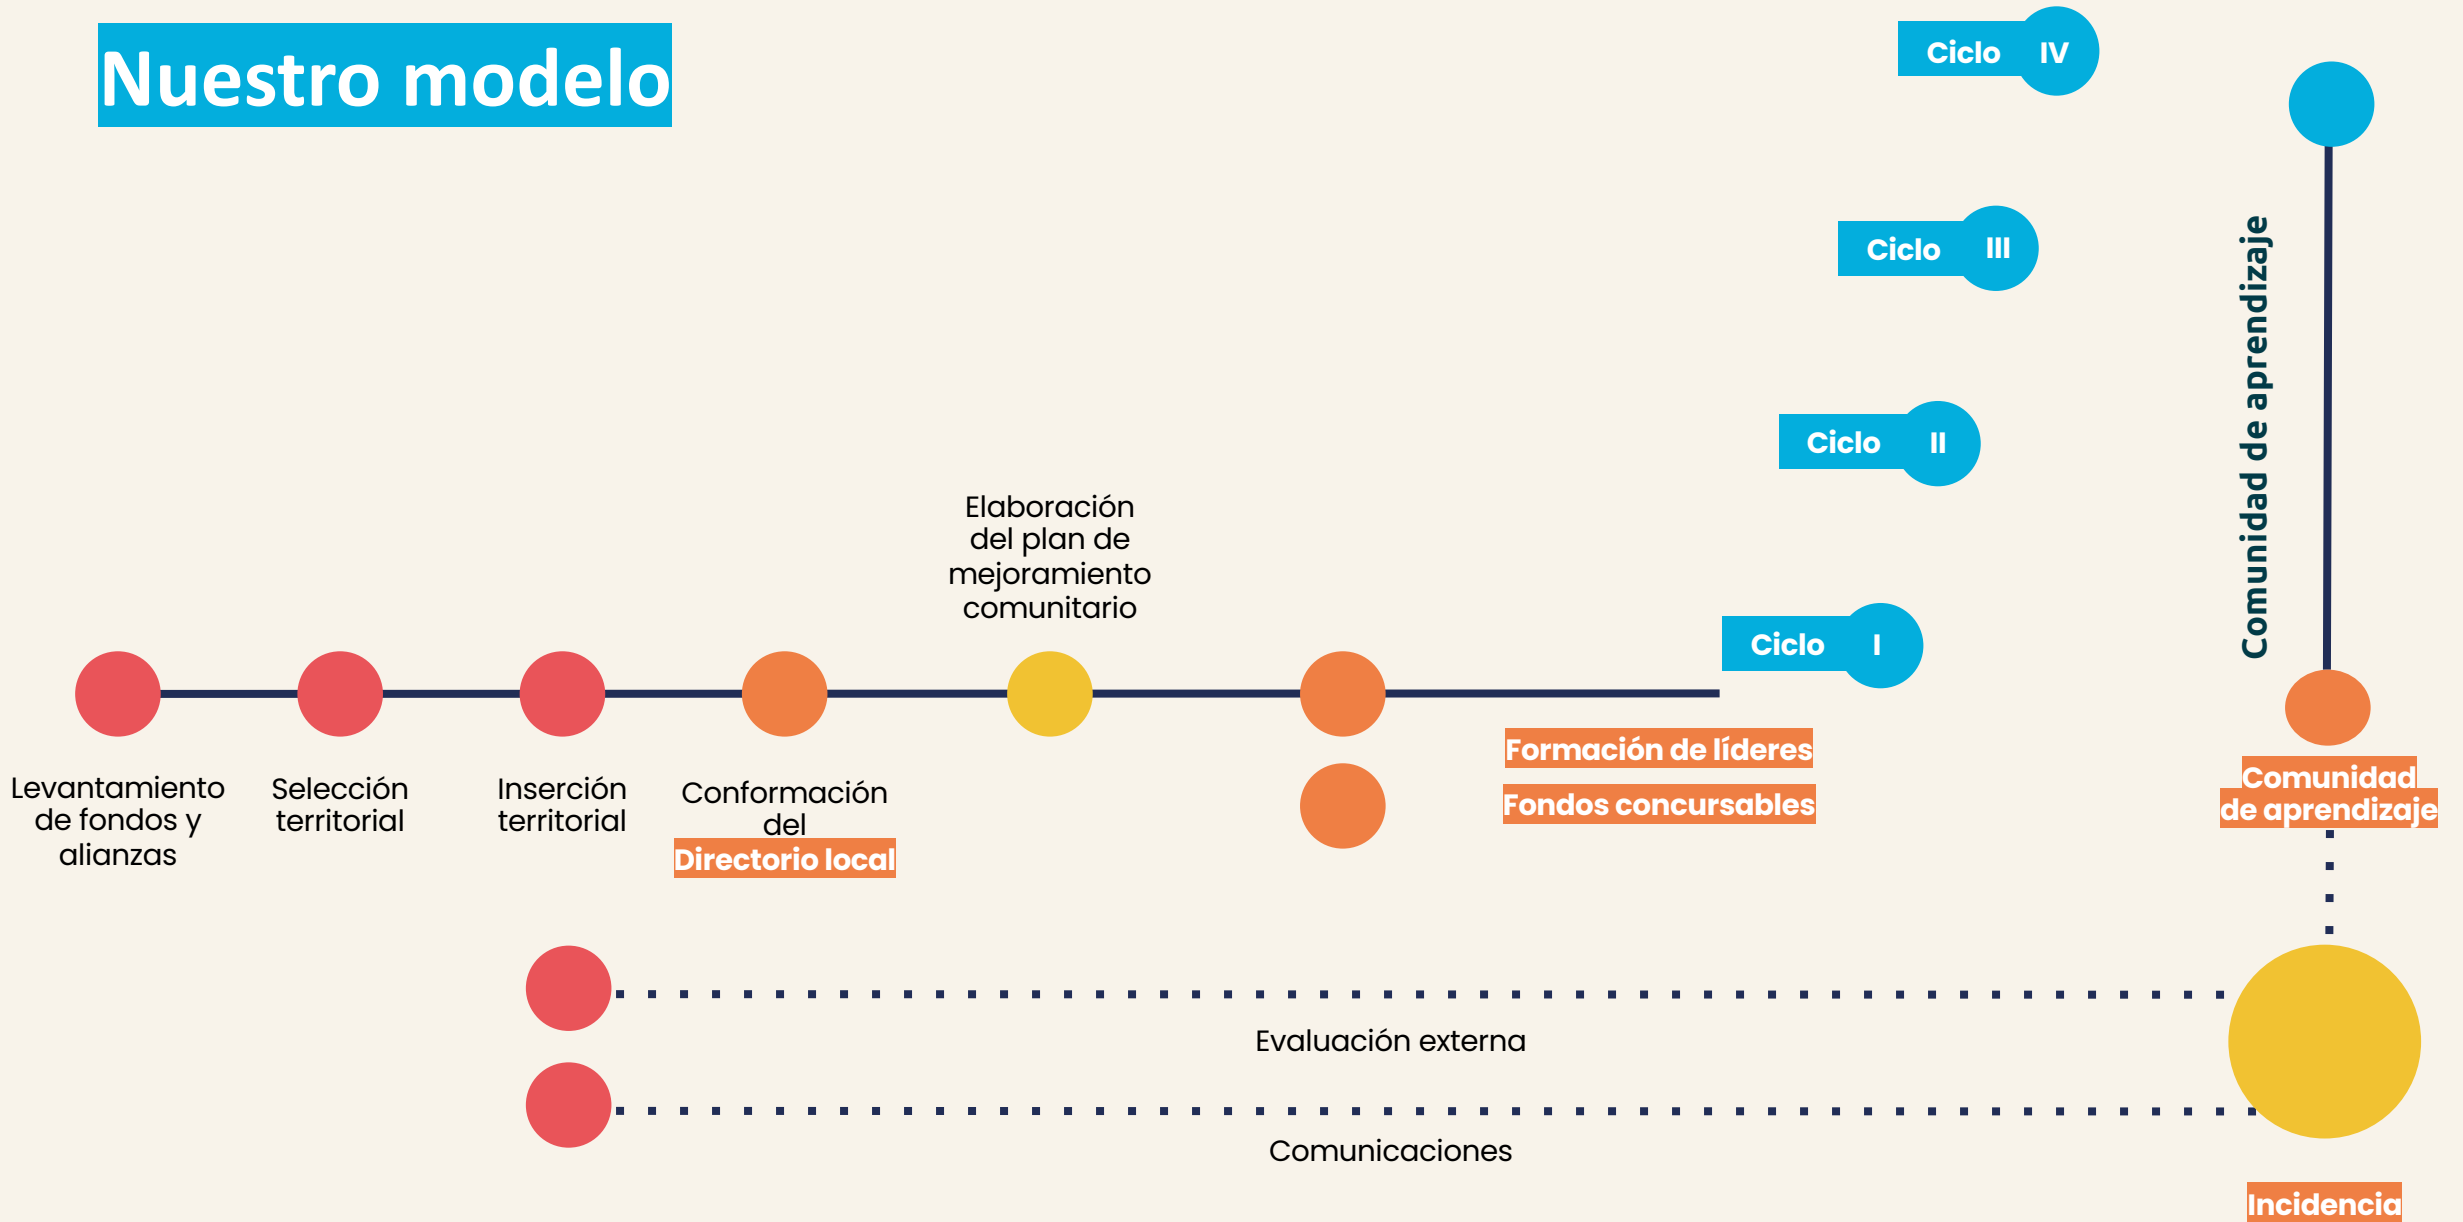 Nuestro modelo
Ciclo IV
Ciclo III
Ciclo II
Ciclo I
Comunidad de aprendizaje
Elaboración
del plan de
mejoramiento
comunitario
Levantamiento
de fondos y
alianzas
Selección
territorial
Inserción
territorial
Conformación
del
Directorio local
Formación de líderes
Fondos concursables
Comunidad
de aprendizaje
Evaluación externa
Comunicaciones
Incidencia